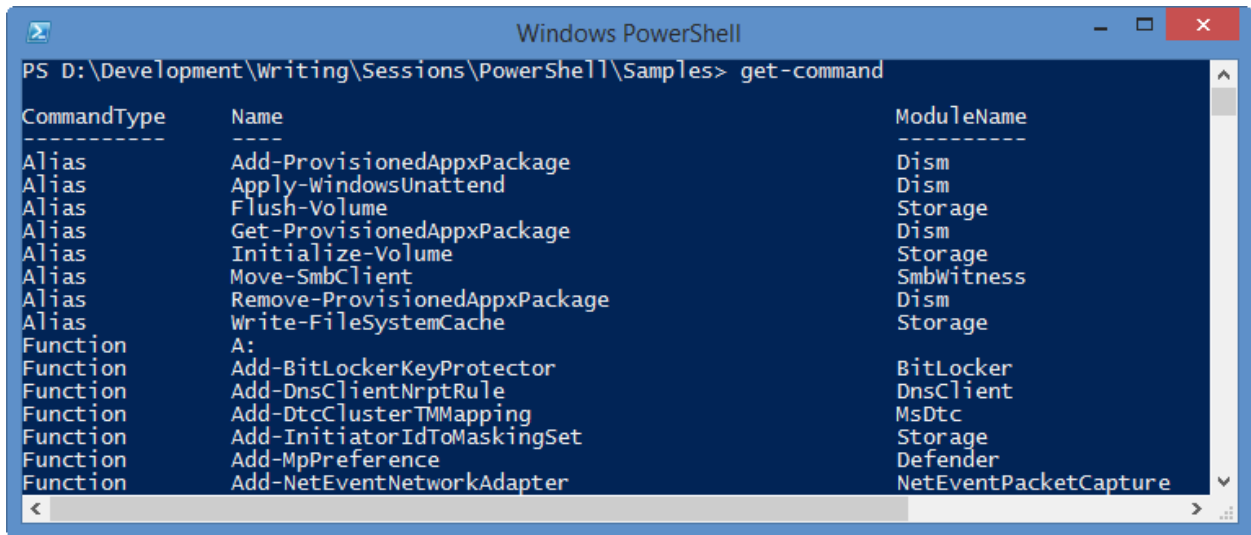 Windows PowerShell
PS D:\Development\Writing\Sessions\PowerShell\Samples> get-command
CommandType Name ModuleName
----------- ---- ----------
Alias Add-ProvisionedAppxPackage Dism
Alias Apply-WindowsUnattend Dism
Alias Flush-Volume Storage
Alias Get-ProvisionedAppxPackage Dism
Alias Initialize-Volume Storage
Alias Move-SmbClient SmbWitness
Alias Remove-ProvisionedAppxPackage Dism
Alias Write-FileSystemCache Storage
Function A:
Function Add-BitLockerKeyProtector BitLocker
Function Add-DnsClientNrptRule DnsClient
Function Add-DtcClusterTMMapping MsDtc
Function Add-InitiatorIdToMaskingSet Storage
Function Add-MpPreference Defender
Function Add-NetEventNetworkAdapter NetEventPacketCapture